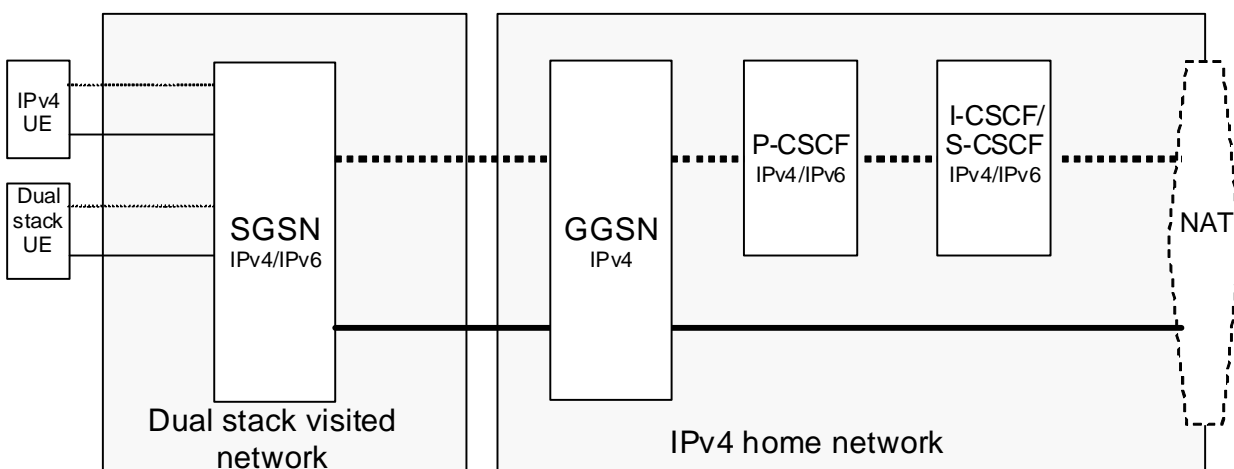 IPv4
UE
Dual
stack
UE
SGSN
IPv4/IPv6
Dual stack visited
network
GGSN
IPv4
P-CSCF
IPv4/IPv6
I-CSCF/
S-CSCF
IPv4/IPv6
NAT
IPv4 home network